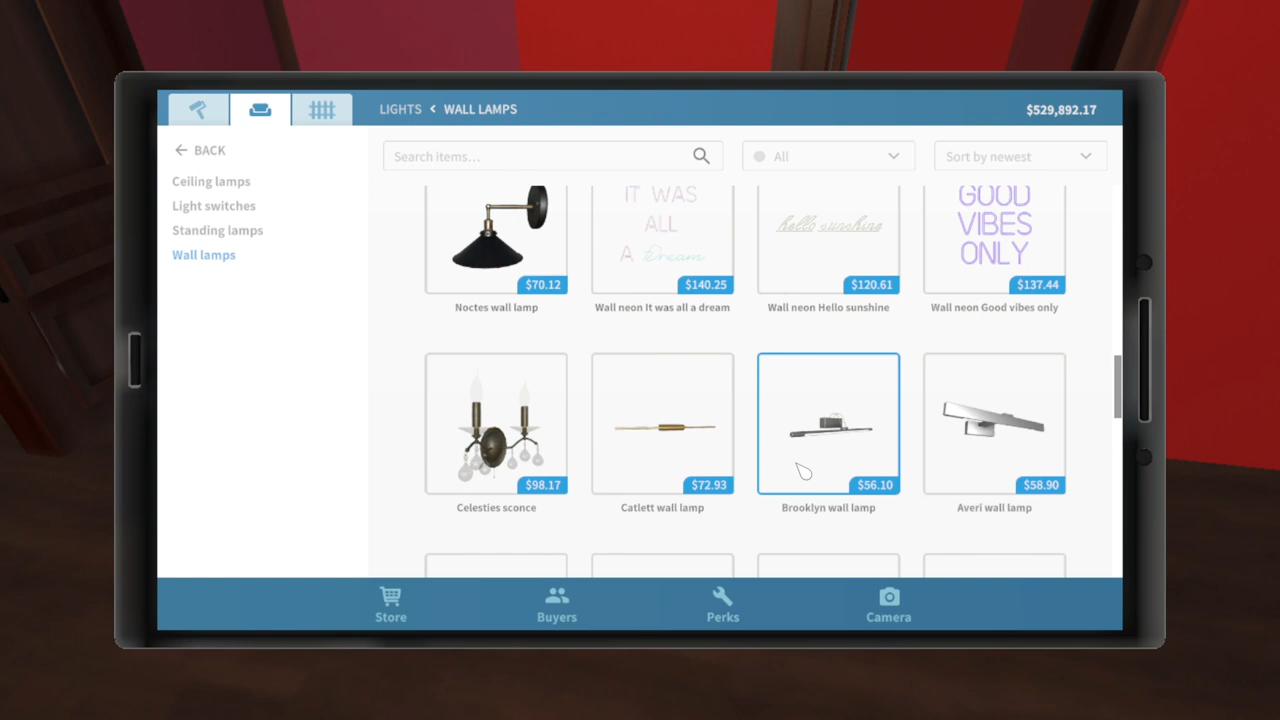 LIGHTS < WALL LAMPS
$529,892.17
BACK
Search items...
All
Sort by newest
Ceiling lamps
Light switches
Standing lamps
Wall lamps
IT WAS
ALL
A Dream
hello sunshine
GOOD
VIBES
ONLY
$70.12
$140.25
$120.61
$137.44
Noctes wall lamp
Wall neon It was all a dream
Wall neon Hello sunshine
Wall neon Good vibes only
$98.17
$72.93
$56.10
$58.90
Celesties sconce
Catlett wall lamp
Brooklyn wall lamp
Averi wall lamp
Store
Buyers
Perks
Camera